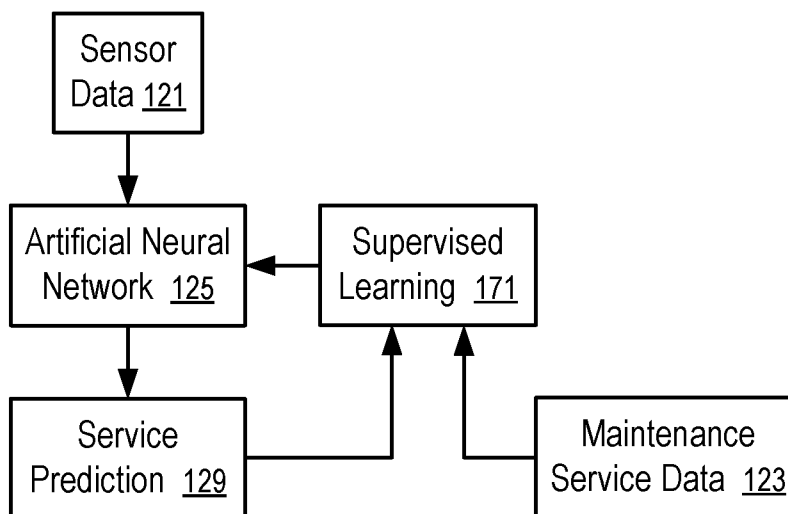 Sensor
Data 121
Artificial Neural
Network 125
Supervised
Learning 171
Service
Prediction 129
Maintenance
Service Data 123